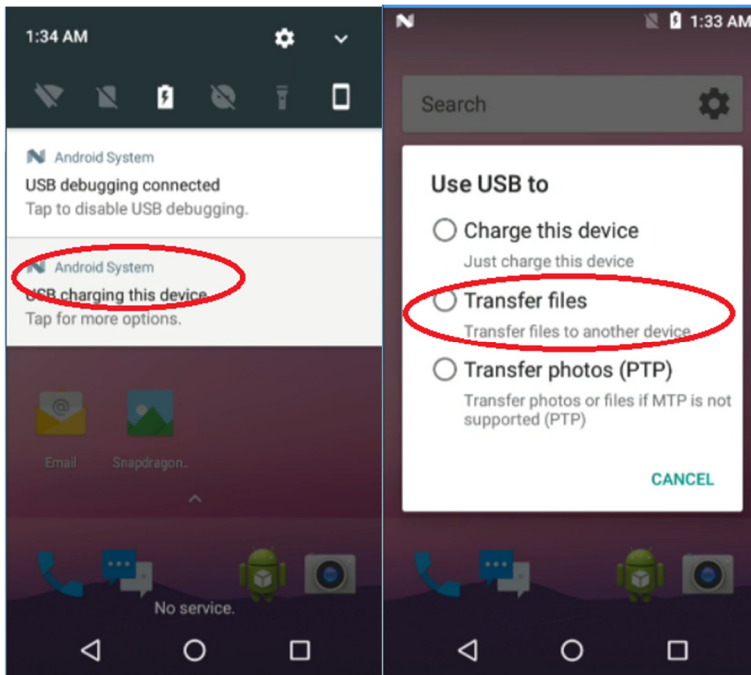 1:34 AM
Android System
USB debugging connected
Tap to disable USB debugging.
Android System
USB charging this device
Tap for more options.
Email
Snapdragon..
No service.
1:33 AM
Search
Use USB to
Charge this device
Just charge this device
Transfer files
Transfer files to another device
Transfer photos (PTP)
Transfer photos or files if MTP is not
supported (PTP)
CANCEL